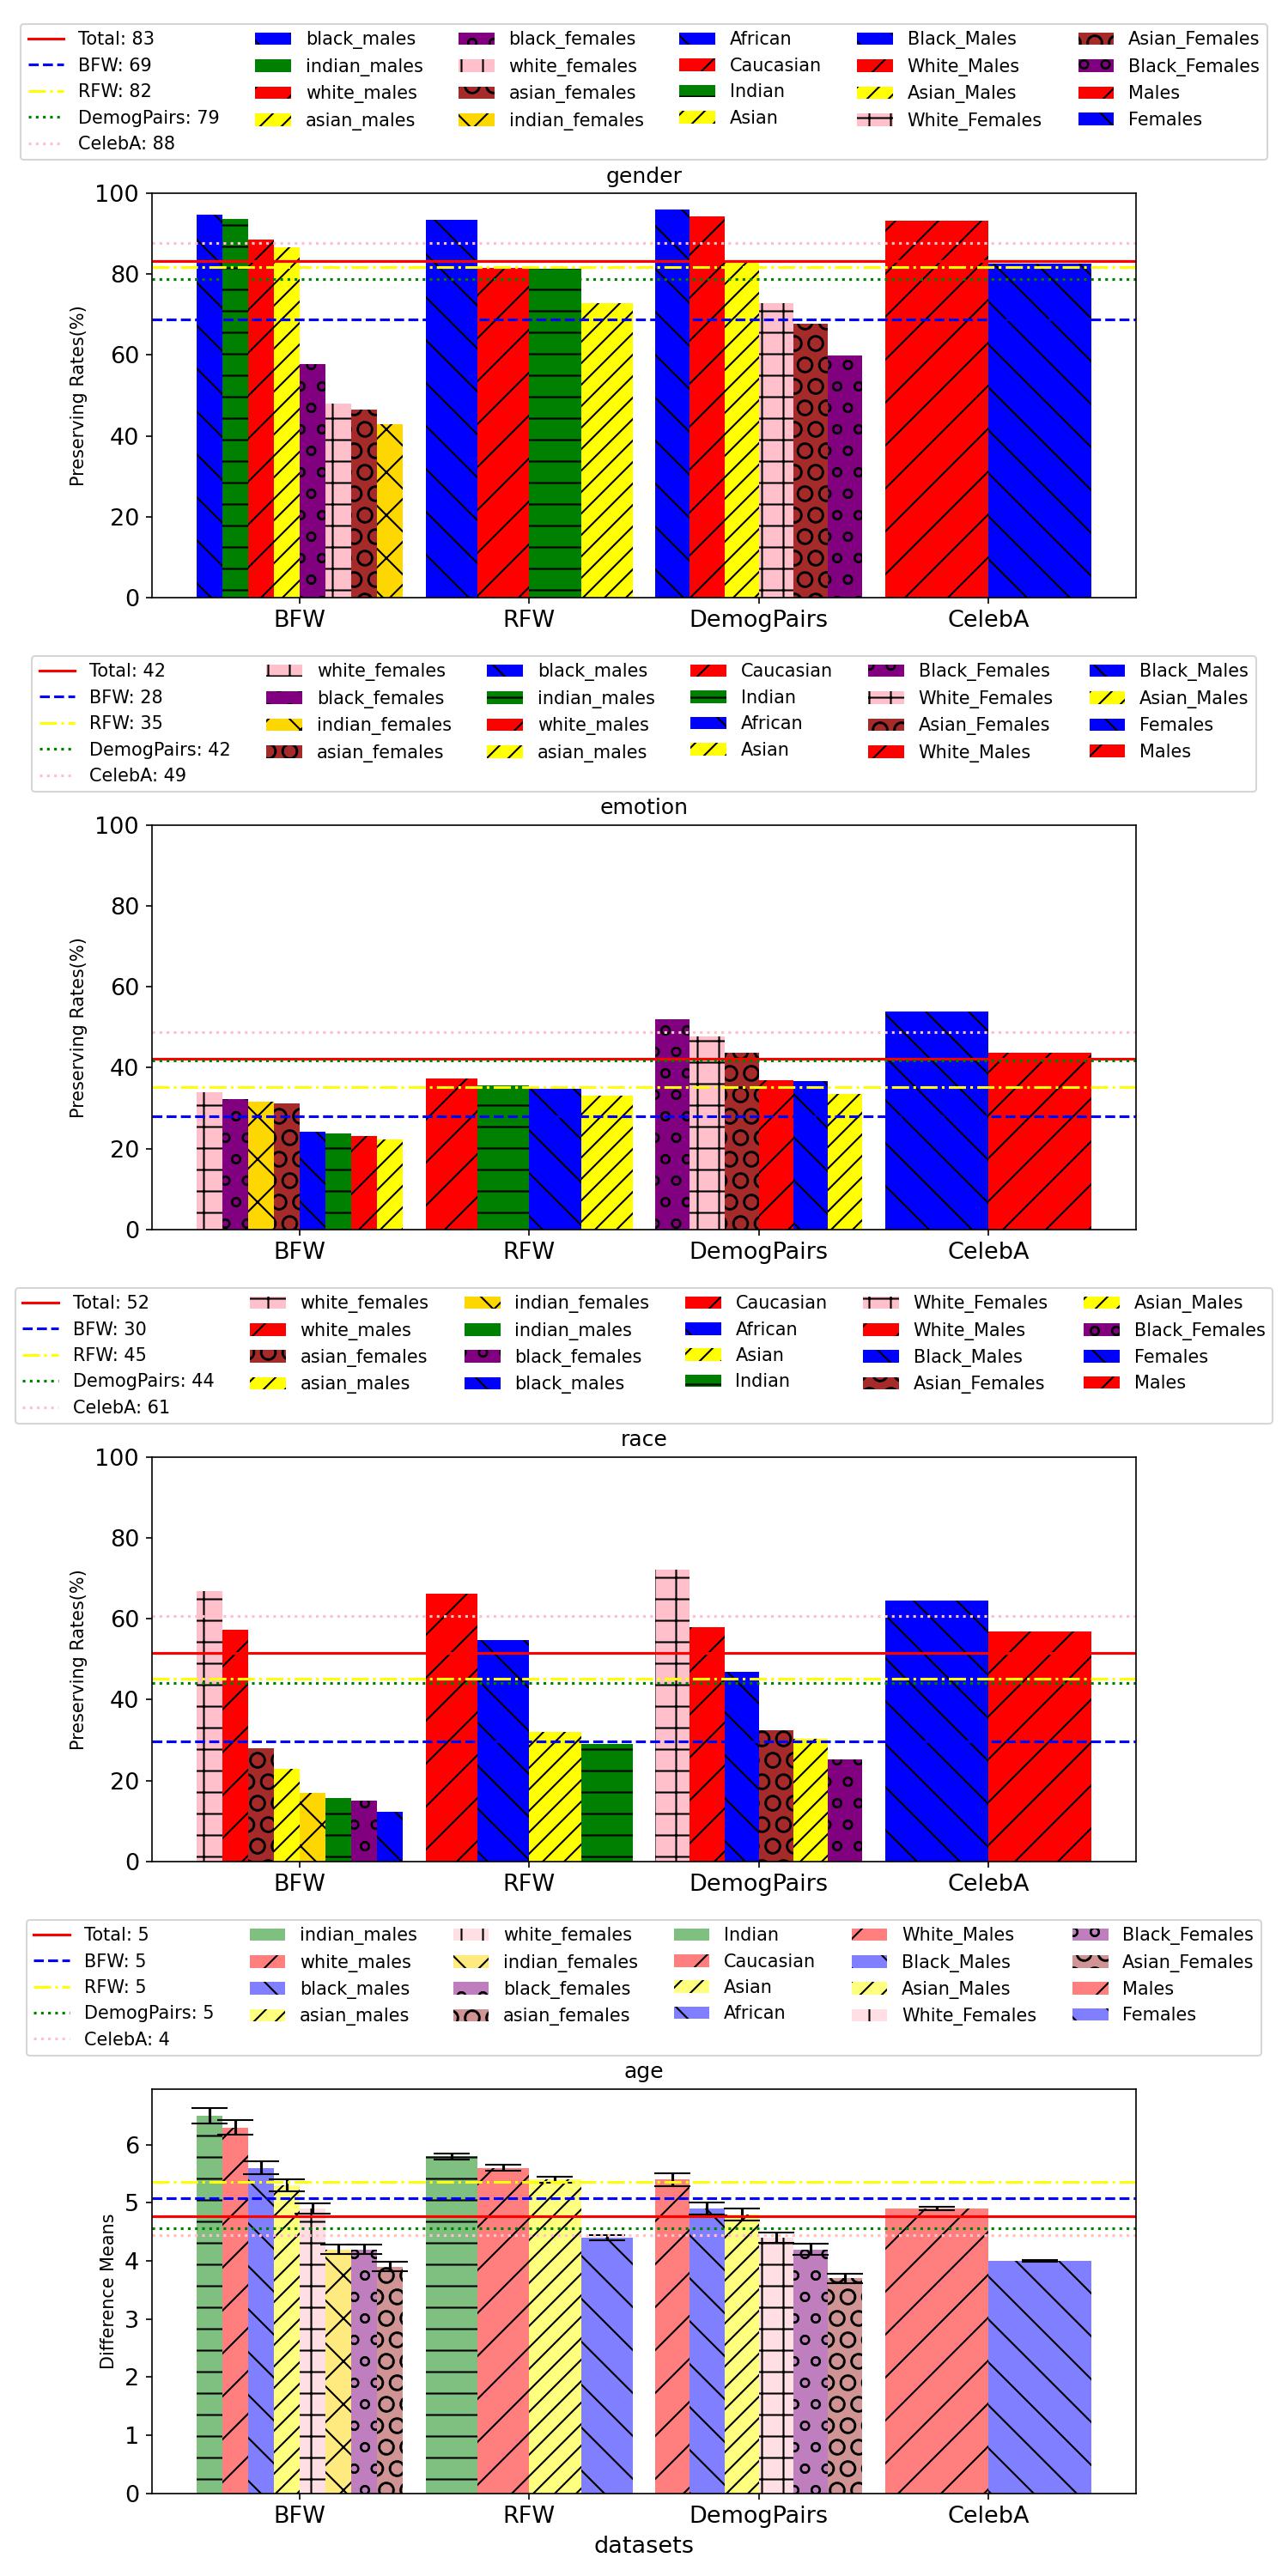 Total: 83 black_males black_females African Black_Males Asian_Females
BFW: 69 indian_males white_females Caucasian White_Males Black_Females
RFW: 82 white_males asian_females Indian Asian_Males Males
DemogPairs: 79 asian_males indian_females Asian White_Females Females
CelebA: 88
gender
100
80
60
40
20
0
Preserving Rates(%)
BFW RFW DemogPairs CelebA
Total: 42 white_females black_males Caucasian Black_Females Black_Males
BFW: 28 black_females indian_males Indian White_Females Asian_Males
RFW: 35 indian_females white_males African Asian_Females Females
DemogPairs: 42 asian_females asian_males Asian White_Males Males
CelebA: 49
emotion
100
80
60
40
20
0
Preserving Rates(%)
BFW RFW DemogPairs CelebA
Total: 52 white_females indian_females Caucasian White_Females Asian_Males
BFW: 30 white_males indian_males African White_Males Black_Females
RFW: 45 asian_females black_females Asian Black_Males Females
DemogPairs: 44 asian_males black_males Indian Asian_Females Males
CelebA: 61
race
100
80
60
40
20
0
Preserving Rates(%)
BFW RFW DemogPairs CelebA
Total: 5 indian_males white_females Indian White_Males Black_Females
BFW: 5 white_males indian_females Caucasian Black_Males Asian_Females
RFW: 5 black_males black_females Asian Asian_Males Males
DemogPairs: 5 asian_males asian_females African White_Females Females
CelebA: 4
age
6
5
4
3
2
1
0
Difference Means
BFW RFW DemogPairs CelebA
datasets